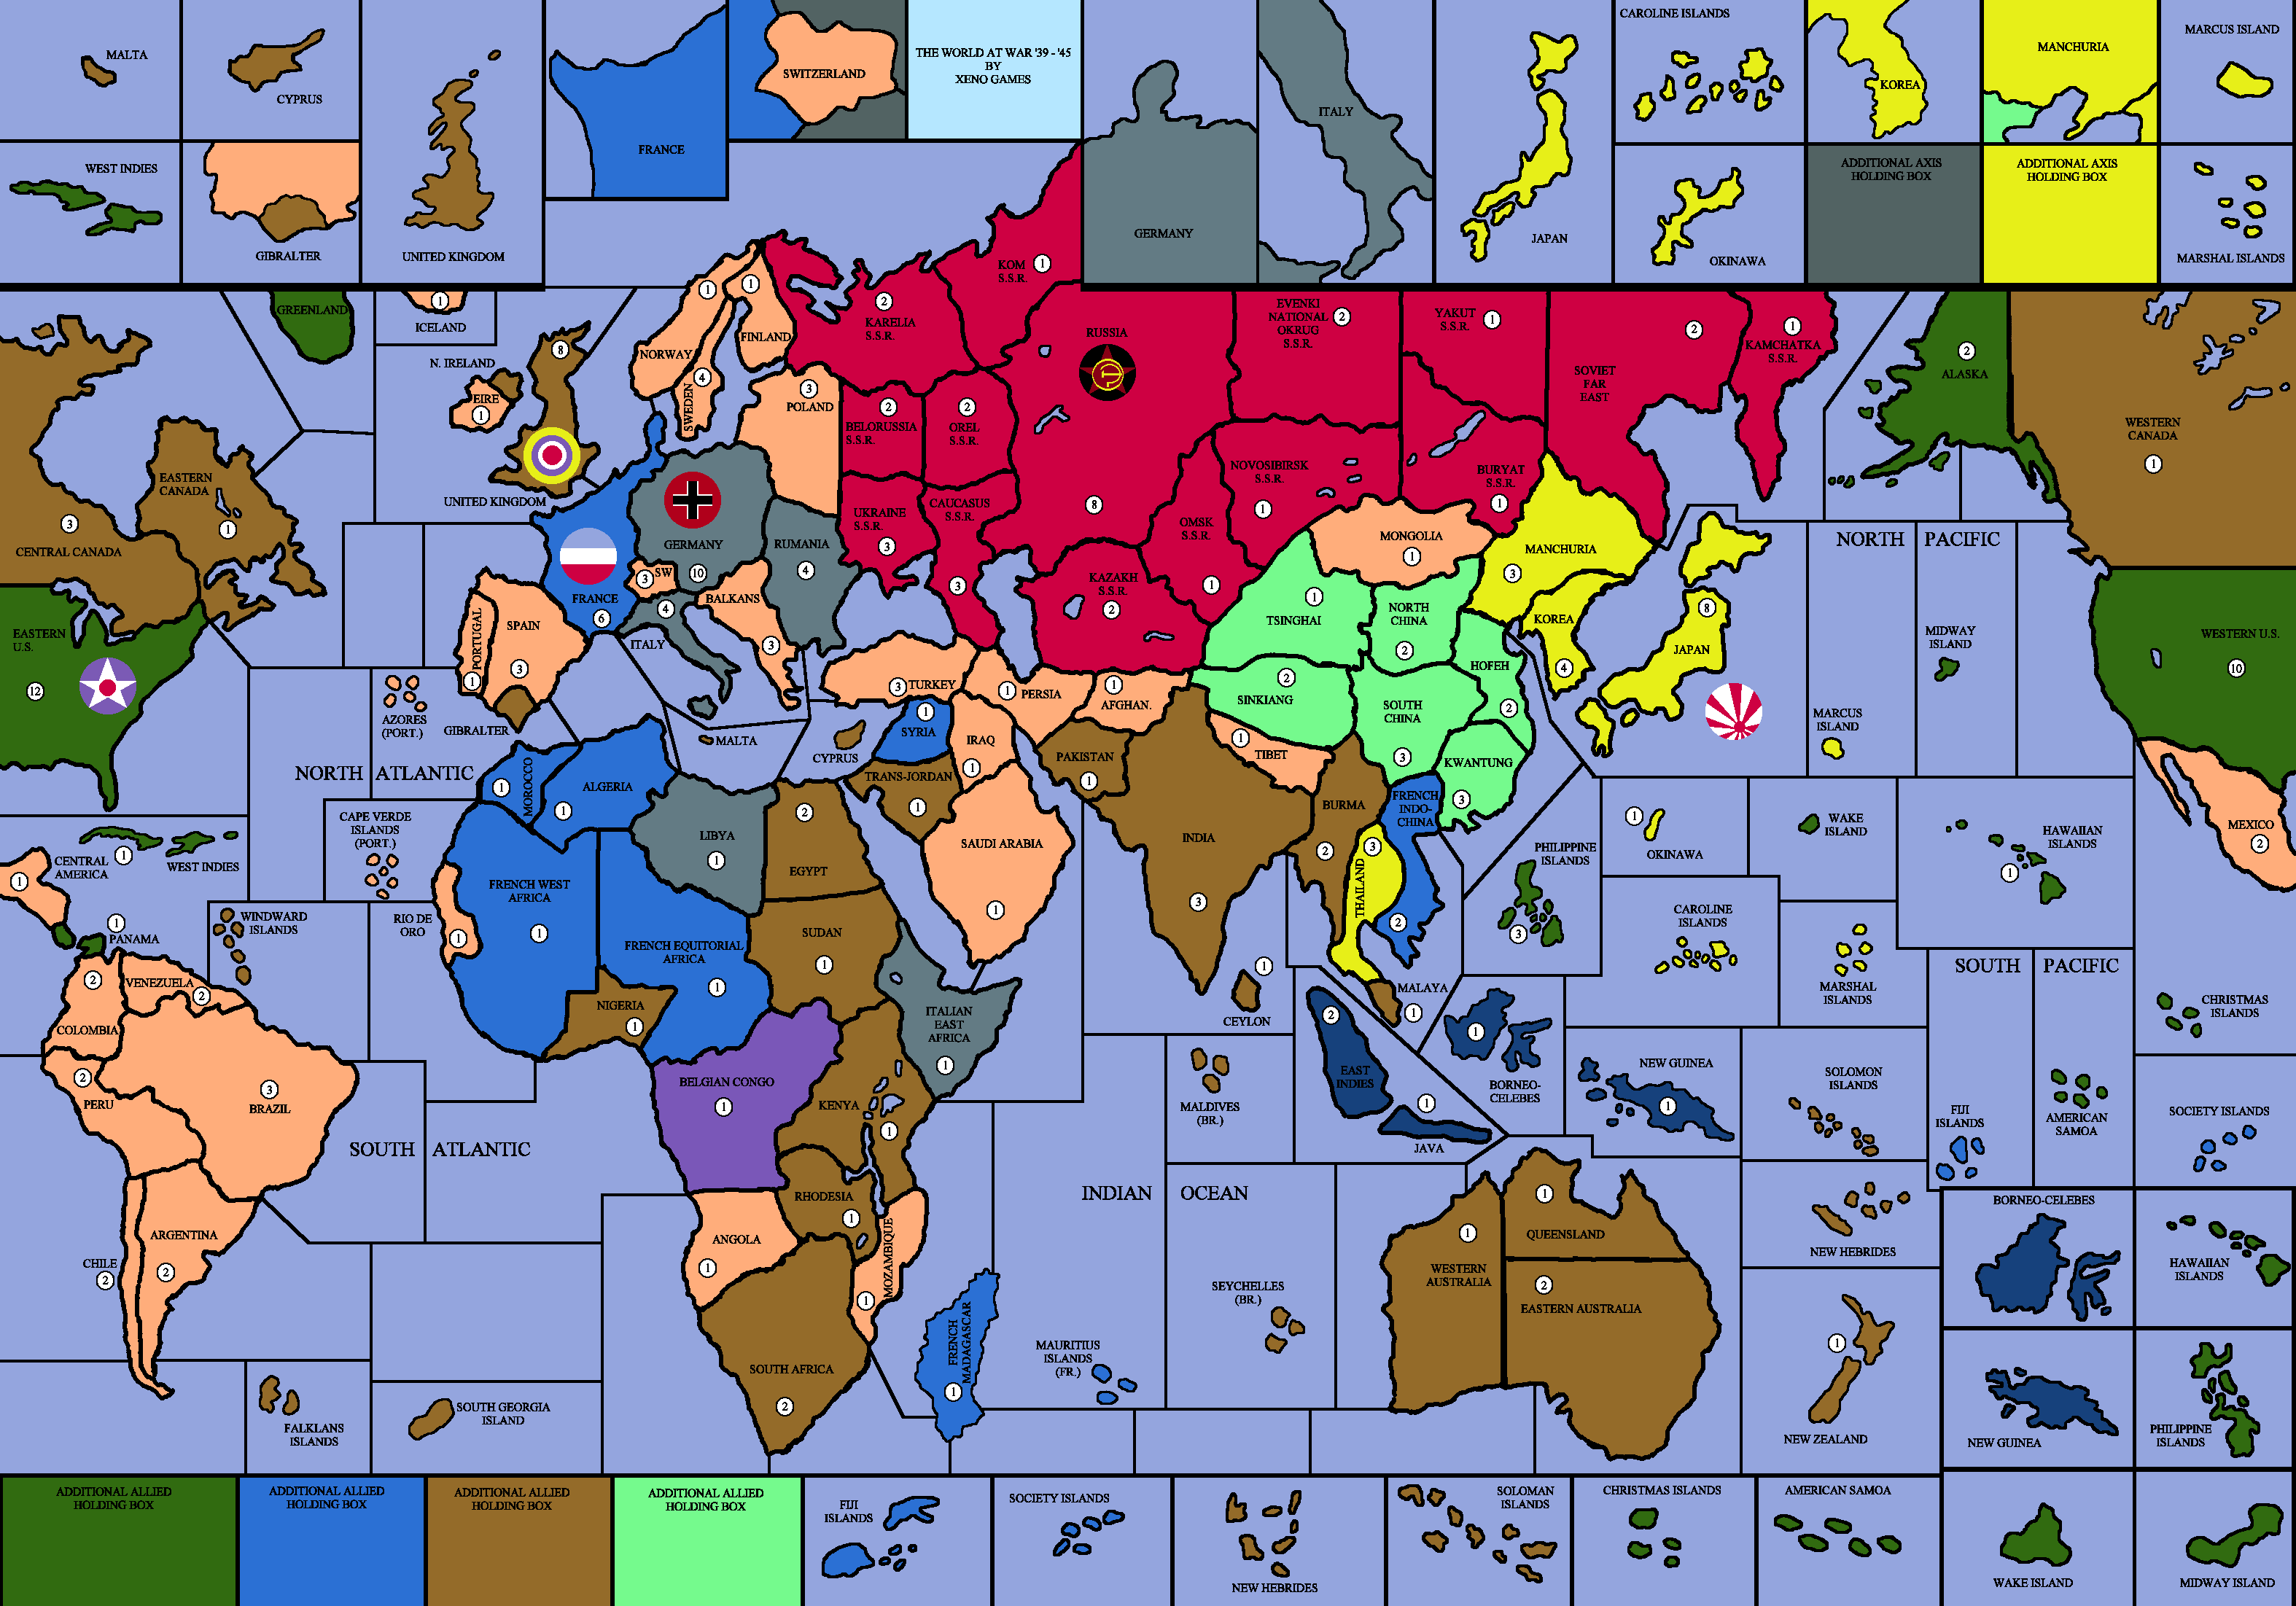 MALTA
CYPRUS
WEST INDIES
GIBRALTER
UNITED KINGDOM
FRANCE
SWITZERLAND
THE WORLD AT WAR '39 - '45
BY
XENO GAMES
GERMANY
ITALY
JAPAN
CAROLINE ISLANDS
OKINAWA
KOREA
MANCHURIA
MARCUS ISLAND
ADDITIONAL AXIS
HOLDING BOX
ADDITIONAL AXIS
HOLDING BOX
MARSHAL ISLANDS
GREENLAND
1
ICELAND
N. IRELAND
EIRE
1
8
UNITED KINGDOM
1
NORWAY
SWEDEN
4
1
FINLAND
2
KARELIA
S.S.R.
KOM
S.S.R.
1
RUSSIA
8
EVENKI
NATIONAL
OKRUG
S.S.R.
2
YAKUT
S.S.R.
1
SOVIET
FAR
EAST
2
1
KAMCHATKA
S.S.R.
2
ALASKA
WESTERN
CANADA
1
3
POLAND
2
BELORUSSIA
S.S.R.
2
OREL
S.S.R.
UKRAINE
S.S.R.
3
CAUCASUS
S.S.R.
3
NOVOSIBIRSK
S.S.R.
1
OMSK
S.S.R.
1
BURYAT
S.S.R.
1
KAZAKH
S.S.R.
2
MONGOLIA
1
MANCHURIA
3
KOREA
4
8
JAPAN
EASTERN
CANADA
1
3
CENTRAL CANADA
EASTERN
U.S.
12
GERMANY
10
RUMANIA
4
3
SW
FRANCE
6
4
ITALY
BALKANS
3
PORTUGAL
1
SPAIN
3
GIBRALTER
AZORES
(PORT.)
MALTA
CYPRUS
3
TURKEY
1
SYRIA
IRAQ
1
1
PERSIA
1
AFGHAN.
TRANS-JORDAN
1
PAKISTAN
1
1
TSINGHAI
NORTH
CHINA
2
HOFEH
2
2
SINKIANG
SOUTH
CHINA
3
KWANTUNG
3
1
TIBET
NORTH
PACIFIC
MIDWAY
ISLAND
MARCUS
ISLAND
WESTERN U.S.
10
MEXICO
2
NORTH
ATLANTIC
CAPE VERDE
ISLANDS
(PORT.)
1
MOROCCO
ALGERIA
1
LIBYA
1
2
EGYPT
SAUDI ARABIA
1
INDIA
3
BURMA
2
FRENCH
INDO-
CHINA
2
3
THAILAND
PHILIPPINE
ISLANDS
3
1
OKINAWA
WAKE
ISLAND
HAWAIIAN
ISLANDS
1
CENTRAL
AMERICA
1
1
WEST INDIES
1
PANAMA
WINDWARD
ISLANDS
RIO DE
ORO
1
FRENCH WEST
AFRICA
1
FRENCH EQUITORIAL
AFRICA
1
SUDAN
1
NIGERIA
1
ITALIAN
EAST
AFRICA
1
1
CEYLON
MALAYA
1
CAROLINE
ISLANDS
MARSHAL
ISLANDS
SOUTH
PACIFIC
CHRISTMAS
ISLANDS
2
COLOMBIA
VENEZUELA
2
2
PERU
3
BRAZIL
BELGIAN CONGO
1
KENYA
1
MALDIVES
(BR.)
2
EAST
INDIES
1
JAVA
1
BORNEO-
CELEBES
NEW GUINEA
1
SOLOMON
ISLANDS
FIJI
ISLANDS
AMERICAN
SAMOA
SOCIETY ISLANDS
SOUTH
ATLANTIC
CHILE
2
ARGENTINA
2
RHODESIA
1
ANGOLA
1
MOZAMBIQUE
1
SOUTH AFRICA
2
FRENCH
MADAGASCAR
1
INDIAN
OCEAN
MAURITIUS
ISLANDS
(FR.)
SEYCHELLES
(BR.)
1
WESTERN
AUSTRALIA
1
QUEENSLAND
2
EASTERN AUSTRALIA
NEW HEBRIDES
1
NEW ZEALAND
BORNEO-CELEBES
HAWAIIAN
ISLANDS
NEW GUINEA
PHILIPPINE
ISLANDS
FALKLANS
ISLANDS
SOUTH GEORGIA
ISLAND
ADDITIONAL ALLIED
HOLDING BOX
ADDITIONAL ALLIED
HOLDING BOX
ADDITIONAL ALLIED
HOLDING BOX
ADDITIONAL ALLIED
HOLDING BOX
FIJI
ISLANDS
SOCIETY ISLANDS
NEW HEBRIDES
SOLOMAN
ISLANDS
CHRISTMAS ISLANDS
AMERICAN SAMOA
WAKE ISLAND
MIDWAY ISLAND